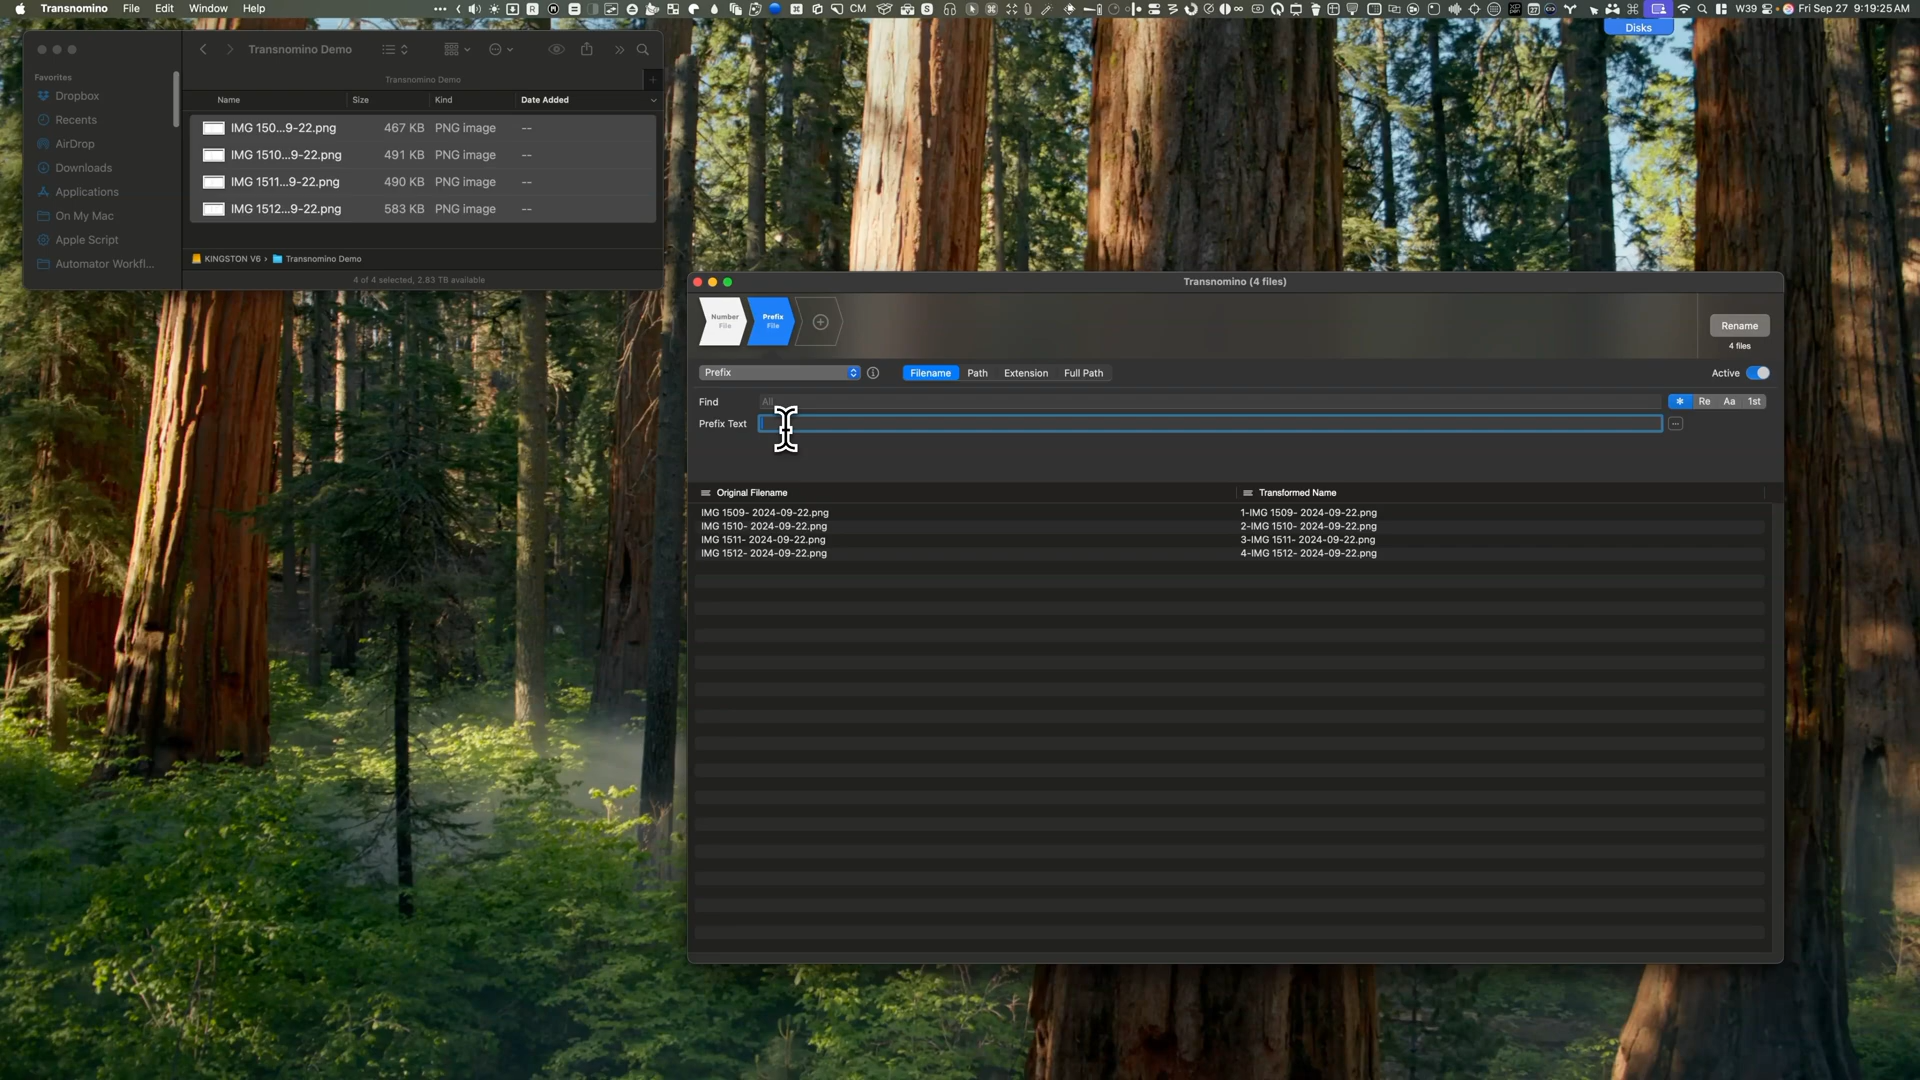 Transnomino File Edit Window Help CM W39 Fri Sep 27 9:19:25 AM
Disks
Transnomino Demo
Transnomino Demo
Favorites
Dropbox
Recents
AirDrop
Downloads
Applications
On My Mac
Apple Script
Automator Workfl...
Name Size Kind Date Added
IMG 150...9-22.png 467 KB PNG image --
IMG 1510...9-22.png 491 KB PNG image --
IMG 1511...9-22.png 490 KB PNG image --
IMG 1512...9-22.png 583 KB PNG image --
KINGSTON V6 › Transnomino Demo
4 of 4 selected, 2.83 TB available
Transnomino (4 files)
Number File
Prefix File
Rename
4 files
Prefix Filename Path Extension Full Path Active
Find All * Re Aa 1st
Prefix Text
Original Filename Transformed Name
IMG 1509- 2024-09-22.png 1-IMG 1509- 2024-09-22.png
IMG 1510- 2024-09-22.png 2-IMG 1510- 2024-09-22.png
IMG 1511- 2024-09-22.png 3-IMG 1511- 2024-09-22.png
IMG 1512- 2024-09-22.png 4-IMG 1512- 2024-09-22.png